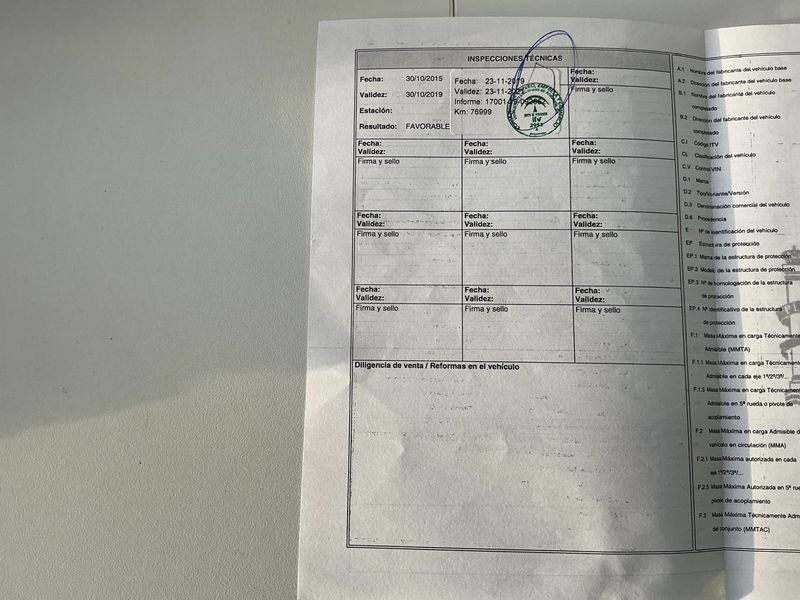 INSPECCIONES TÉCNICAS
Fecha: 30/10/2015
Validez: 30/10/2019
Estación:
Resultado: FAVORABLE
Fecha: 23-11-2019
Validez: 23-11-
Informe:
Km: 76999
itv
Fecha:
Validez:
Firma y sello
Fecha:
Validez:
Firma y sello
Fecha:
Validez:
Firma y sello
Fecha:
Validez:
Firma y sello
Fecha:
Validez:
Firma y sello
Fecha:
Validez:
Firma y sello
Fecha:
Validez:
Firma y sello
Fecha:
Validez:
Firma y sello
Fecha:
Validez:
Firma y sello
Fecha:
Validez:
Firma y sello
Diligencia de venta / Reformas en el vehículo
A.1 Nombre del fabricante del vehículo base
A.2 Dirección del fabricante del vehículo base
B.1 Nombre del fabricante del vehículo
completado
B.2 Dirección del fabricante del vehículo
completado
C.I Código ITV
CL Clasificación del vehículo
C.V Control VIN
D.1 Marca
D.2 Tipo/Variante/Versión
D.3 Denominación comercial del vehículo
D.6 Procedencia
E Nº de identificación del vehículo
EP Estructura de protección
EP.1 Marca de la estructura de protección
EP.2 Modelo de la estructura de protección
EP.3 Nº de homologación de la estructura
de protección
EP.4 Nº identificativo de la estructura
de protección
F.1 Masa Máxima en carga Técnicamente
Admisible (MMTA)
F.1.1 Masa Máxima en carga Técnicament
Admisible en cada eje 1º/2º/3º/...
F.1.5 Masa Máxima en carga Técnicamen
Admisible en 5ª rueda o pivote de
acoplamiento
F.2 Masa Máxima en carga Admisible d
vehículo en circulación (MMA)
F.2.1 Masa Máxima autorizada en cada
eje 1º/2º/3º/...
F.2.5 Masa Máxima Autorizada en 5ª rue
pivote de acoplamiento
F.3 Masa Máxima Técnicamente Adm
del conjunto (MMTAC)